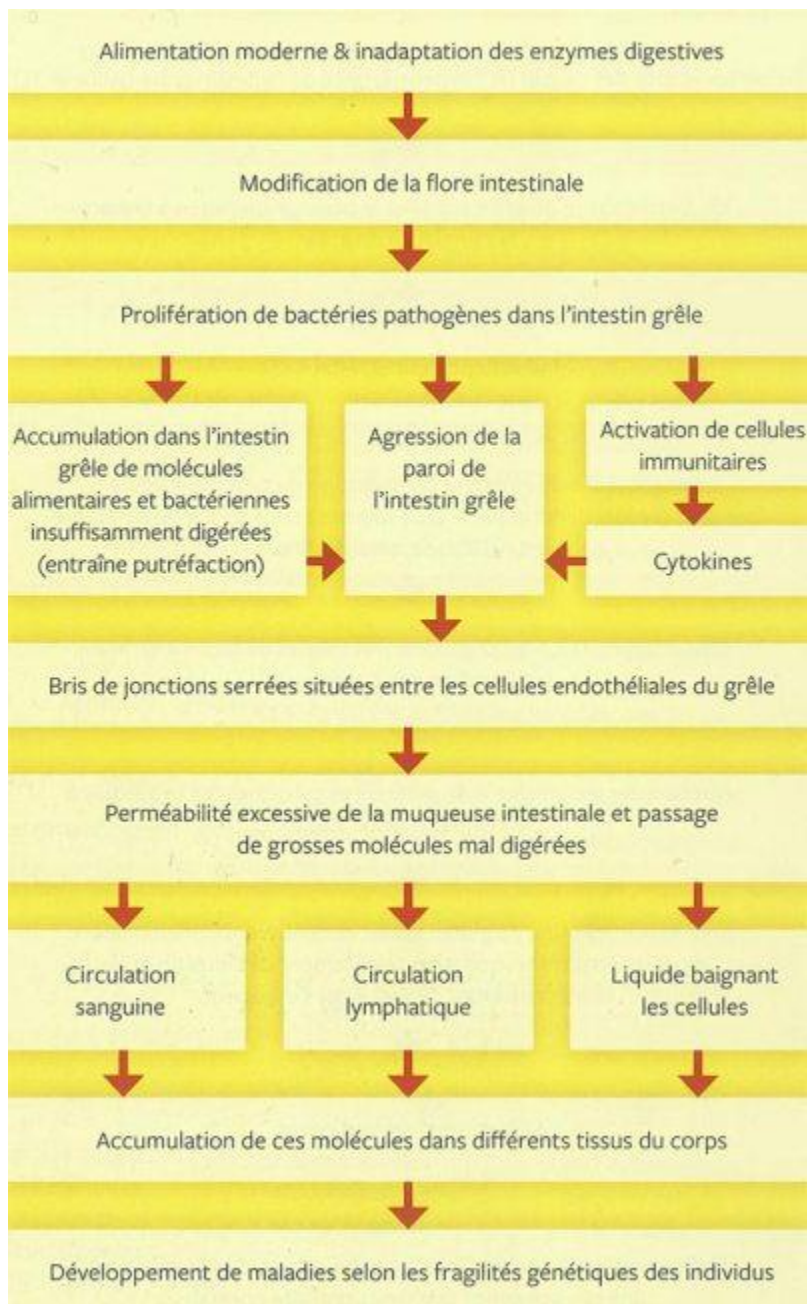 Alimentation moderne & inadaptation des enzymes digestives
Modification de la flore intestinale
Prolifération de bactéries pathogènes dans l'intestin grêle
Accumulation dans l'intestin
grêle de molécules
alimentaires et bactériennes
insuffisamment digérées
(entraîne putréfaction)
Agression de la
paroi de
l'intestin grêle
Activation de cellules
immunitaires
Cytokines
Bris de jonctions serrées situées entre les cellules endothéliales du grêle
Perméabilité excessive de la muqueuse intestinale et passage
de grosses molécules mal digérées
Circulation
sanguine
Circulation
lymphatique
Liquide baignant
les cellules
Accumulation de ces molécules dans différents tissus du corps
Développement de maladies selon les fragilités génétiques des individus